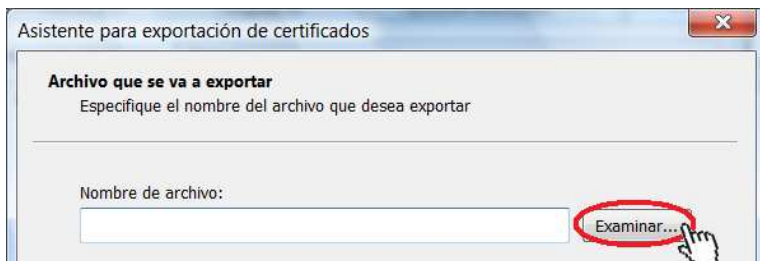 Asistente para exportación de certificados
Archivo que se va a exportar
Especifique el nombre del archivo que desea exportar
Nombre de archivo:
Examinar...